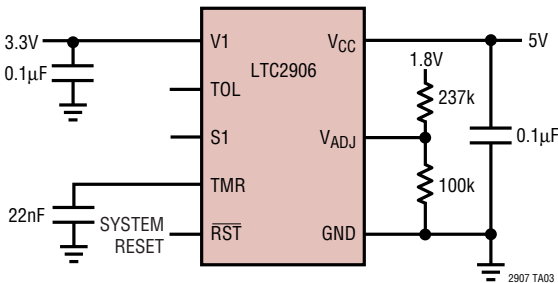 3.3V
0.1μF
V1
TOL
S1
TMR
RST
LTC2906
VCC
VADJ
GND
5V
1.8V
237k
100k
0.1μF
22nF
SYSTEM
RESET
2907 TA03